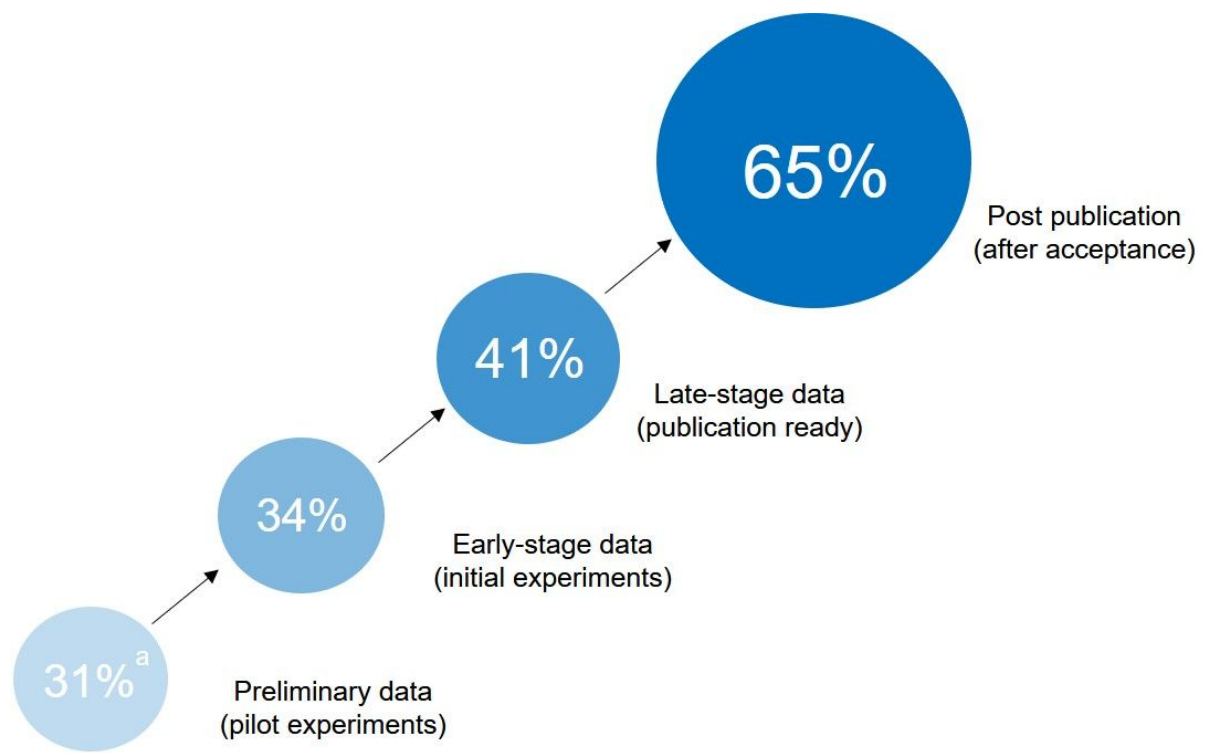 65%
Post publication
(after acceptance)
41%
Late-stage data
(publication ready)
34%
Early-stage data
(initial experiments)
31%a
Preliminary data
(pilot experiments)